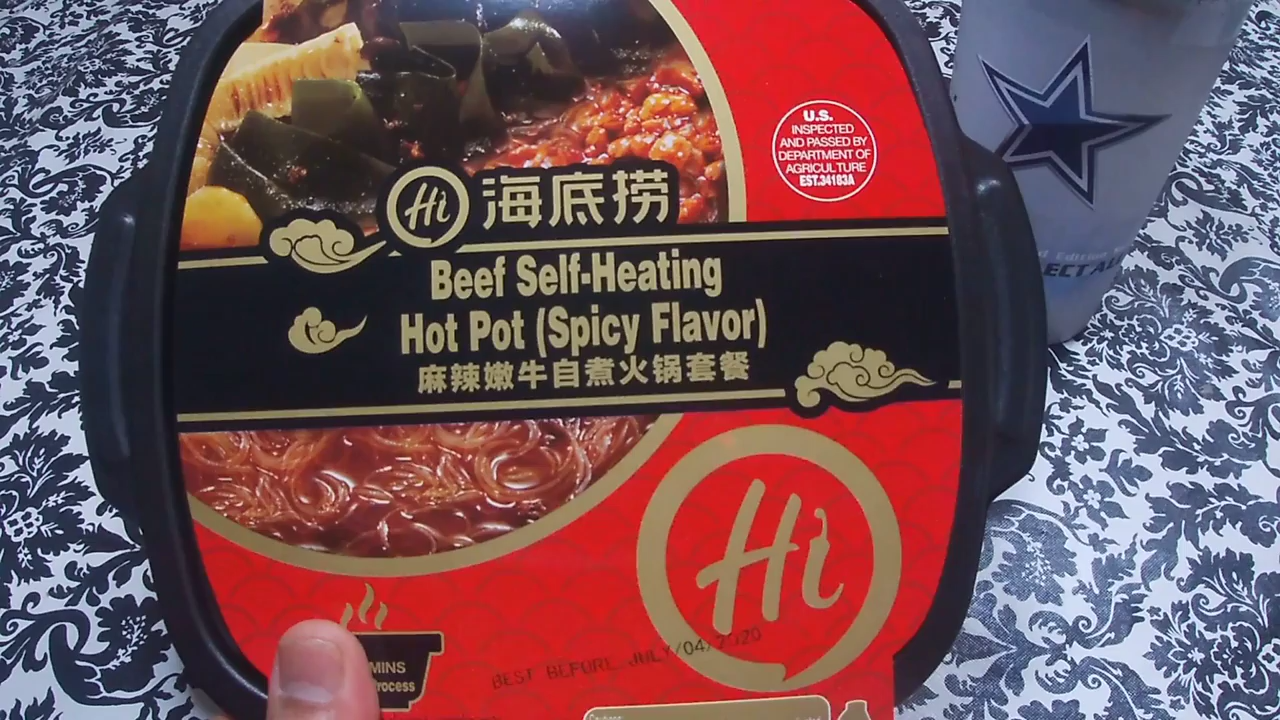 U.S.
INSPECTED
AND PASSED BY
DEPARTMENT OF
AGRICULTURE
EST.34183A
Hi 海底捞
Beef Self-Heating
Hot Pot (Spicy Flavor)
麻辣嫩牛自煮火锅套餐
Hi
MINS
BEST BEFORE JULY/04/2020